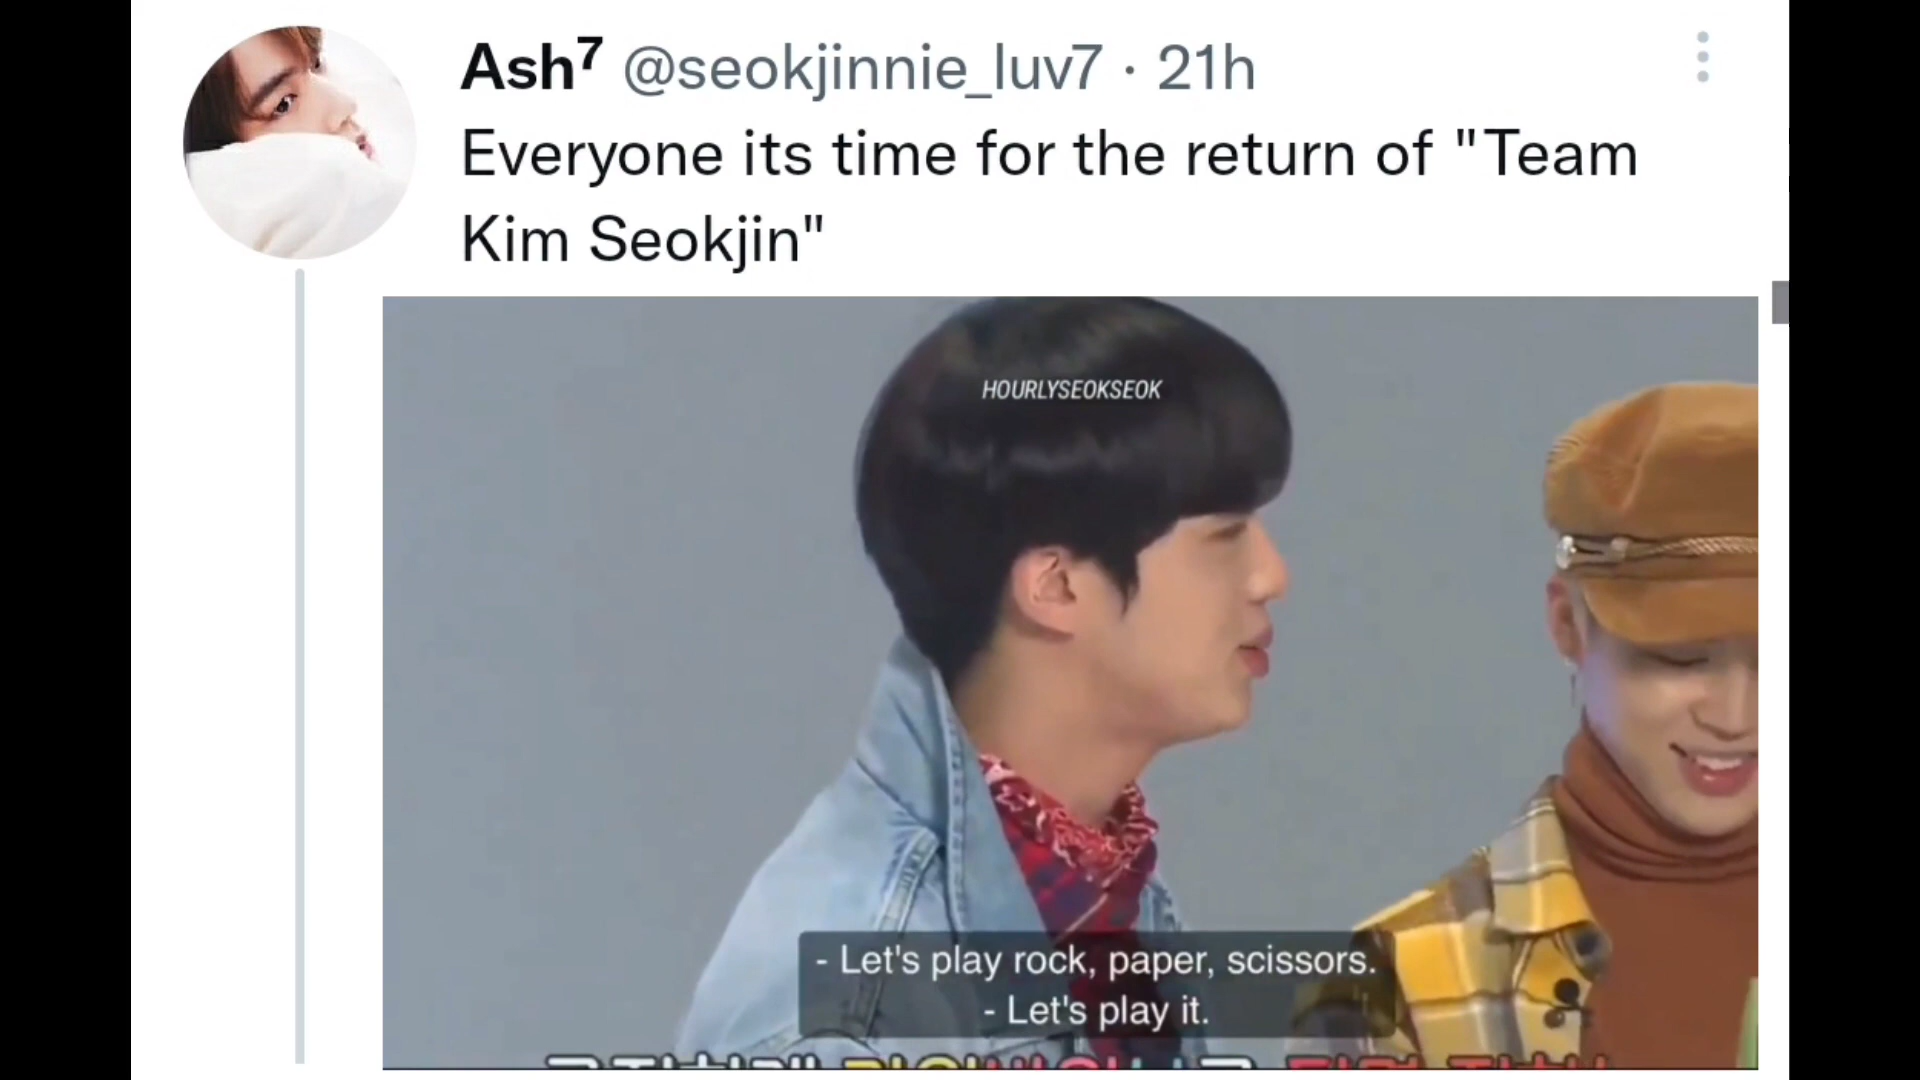 Ash⁷ @seokjinnie_luv7 · 21h
Everyone its time for the return of "Team
Kim Seokjin"
HOURLYSEOKSEOK
- Let's play rock, paper, scissors.
- Let's play it.